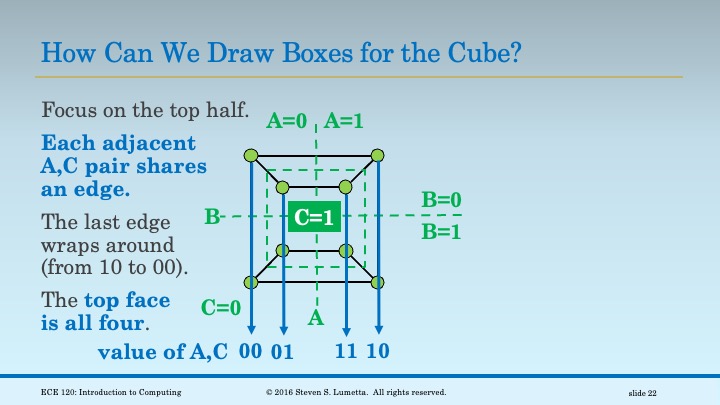 How Can We Draw Boxes for the Cube?
Focus on the top half.
Each adjacent
A,C pair shares
an edge.
The last edge
wraps around
(from 10 to 00).
The top face
is all four.
A=0 A=1
B
C=1
B=0
B=1
C=0
A
value of A,C 00 01 11 10
ECE 120: Introduction to Computing
© 2016 Steven S. Lumetta. All rights reserved.
slide 22